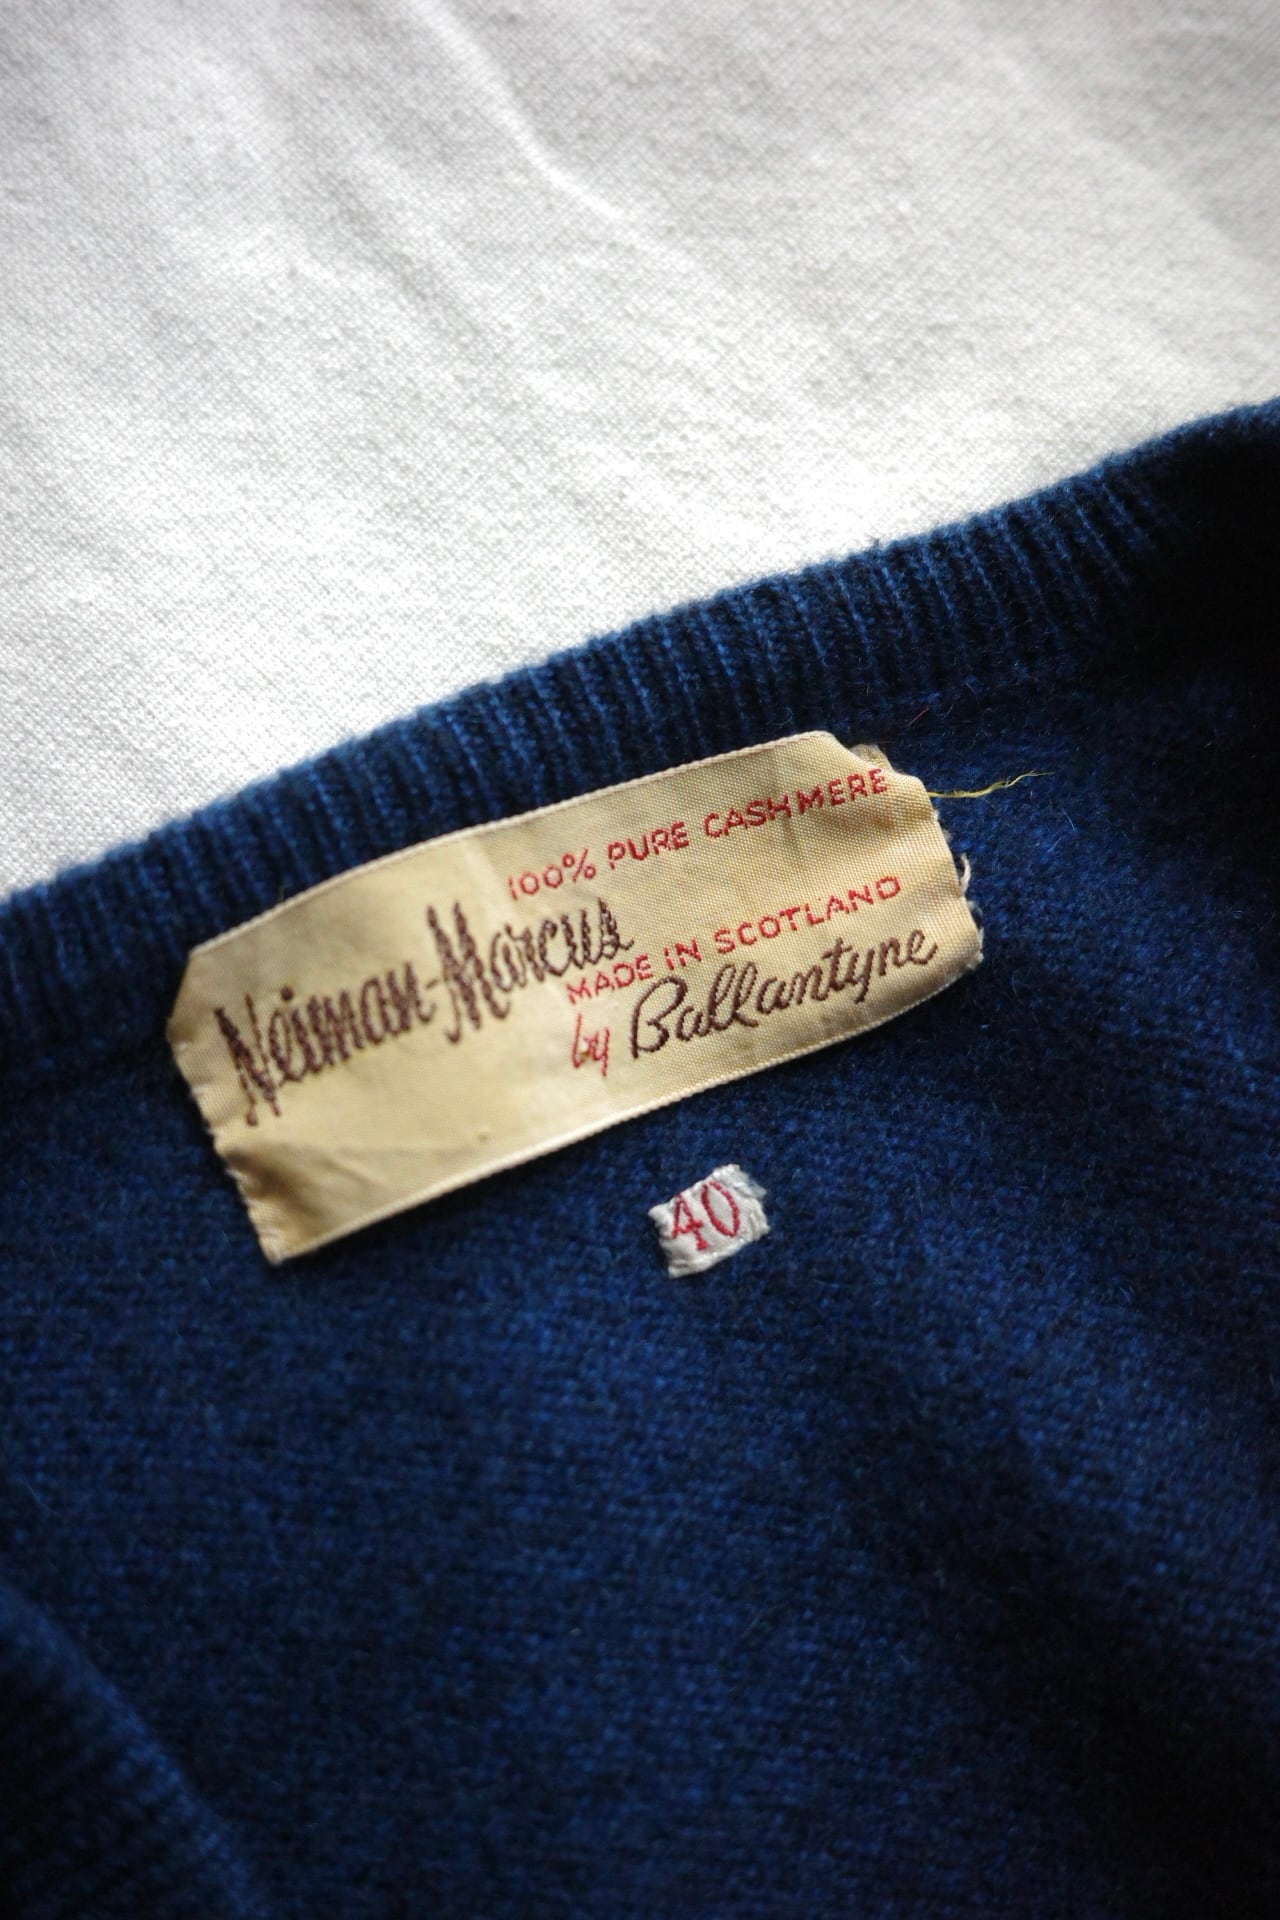 100% PURE CASHMERE
Neiman-Marcus
MADE IN SCOTLAND
by Ballantyne
40